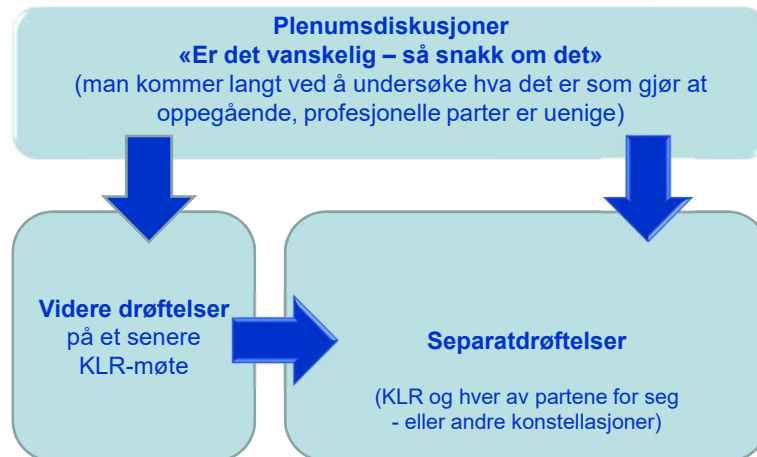 Plenumsdiskusjoner
«Er det vanskelig – så snakk om det»
(man kommer langt ved å undersøke hva det er som gjør at
oppegående, profesjonelle parter er uenige)
Videre drøftelser
på et senere
KLR-møte
Separatdrøftelser
(KLR og hver av partene for seg
- eller andre konstellasjoner)